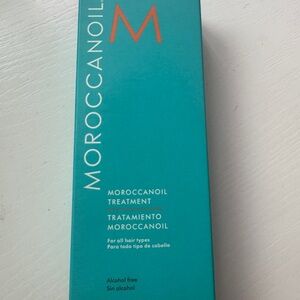 MOROCCANOIL
M
MOROCCANOIL
TREATMENT
TRATAMIENTO
MOROCCANOIL
For all hair types
Para todo tipo de cabello
Alcohol free
Sin alcohol